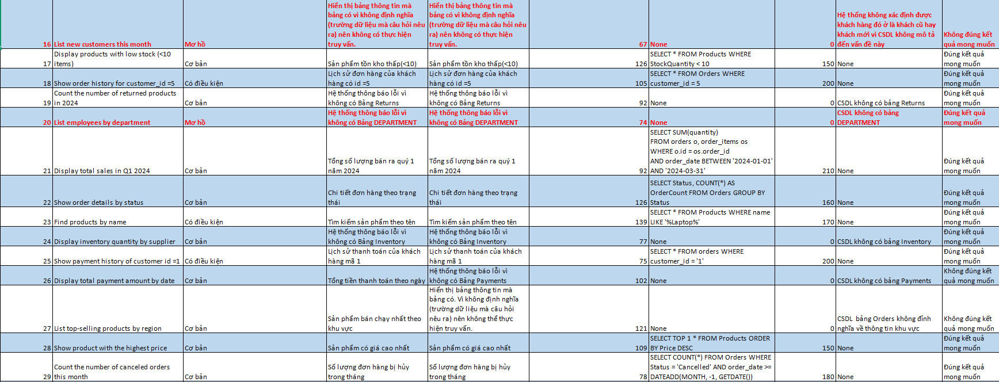 Hiển thị bảng thông tin mà
bảng có vì không định nghĩa
(trường dữ liệu mà câu hỏi nêu
ra) nên không có thực hiện
truy vấn.
Hiển thị bảng thông tin mà
bảng có vì không định nghĩa
(trường dữ liệu mà câu hỏi nêu
ra) nên không có thực hiện
truy vấn.
Hệ thống không xác định được
khách hàng đó ở là khách cũ hay
khách mới vì CSDL không mô tả
đến vấn đề này
Không đúng kết
quả mong muốn
16 List new customers this month Mơ hồ 67 None 0
17 Display products with low stock (<10
items)
Cơ bản
Sản phẩm tồn kho thấp(<10)
Sản phẩm tồn kho thấp(<10)
126
SELECT * FROM Products WHERE
StockQuantity < 10
150 None
Đúng kết quả
mong muốn
18 Show order history for customer_id =5
Có điều kiện
Lịch sử đơn hàng của khách
hàng có id =5
Lịch sử đơn hàng của khách
hàng có id =5
105
SELECT * FROM Orders WHERE
customer_id = 5
200 None
Đúng kết quả
mong muốn
19 Count the number of returned products
in 2024
Cơ bản
Hệ thống thông báo lỗi vì
không có Bảng Returns
Hệ thống thông báo lỗi vì
không có Bảng Returns
92 None
0 CSDL không có bảng Returns
Đúng kết quả
mong muốn
20 List employees by department
Mơ hồ
Hệ thống thông báo lỗi vì
không có Bảng DEPARTMENT
Hệ thống thông báo lỗi vì
không có Bảng DEPARTMENT
74 None
0
CSDL không có bảng
DEPARTMENT
Đúng kết quả
mong muốn
21 Display total sales in Q1 2024
Cơ bản
Tổng số lượng bán ra quý 1
năm 2024
Tổng số lượng bán ra quý 1
năm 2024
92
SELECT SUM(quantity)
FROM orders o, order_items os
WHERE o.id = os.order_id
AND order_date BETWEEN '2024-01-01'
AND '2024-03-31'
210 None
Đúng kết quả
mong muốn
22 Show order details by status
Cơ bản
Chi tiết đơn hàng theo trạng
thái
Chi tiết đơn hàng theo trạng
thái
126
SELECT Status, COUNT(*) AS
OrderCount FROM Orders GROUP BY
Status
160 None
Đúng kết quả
mong muốn
23 Find products by name
Có điều kiện
Tìm kiếm sản phẩm theo tên
Tìm kiếm sản phẩm theo tên
139
SELECT * FROM Products WHERE name
LIKE '%Laptop%'
170 None
Đúng kết quả
mong muốn
24 Display inventory quantity by supplier
Cơ bản
Hệ thống thông báo lỗi vì
không có Bảng Inventory
Hệ thống thông báo lỗi vì
không có Bảng Inventory
77 None
0 CSDL không có bảng Inventory
Đúng kết quả
mong muốn
25 Show payment history of customer id =1
Có điều kiện
Lịch sử thanh toán của khách
hàng mã 1
Lịch sử thanh toán của khách
hàng mã 1
75
SELECT * FROM orders WHERE
customer_id = '1'
200 None
Đúng kết quả
mong muốn
26 Display total payment amount by date
Cơ bản
Tổng tiền thanh toán theo ngày
Hệ thống thông báo lỗi vì
không có Bảng Payments
102 None
0 CSDL không có bảng Payments
Không đúng kết
quả mong muốn
27 List top-selling products by region
Cơ bản
Sản phẩm bán chạy nhất theo
khu vực
Hiển thị bảng thông tin mà
bảng có. Vì không định nghĩa
(trường dữ liệu mà câu hỏi
nêu ra) nên không thể thực
hiện truy vấn.
121 None
0
CSDL bảng Orders không đỉnh
nghĩa về thông tin khu vực
Không đúng kết
quả mong muốn
28 Show product with the highest price
Cơ bản
Sản phẩm có giá cao nhất
Sản phẩm có giá cao nhất
109
SELECT TOP 1 * FROM Products ORDER
BY Price DESC
150 None
Đúng kết quả
mong muốn
29 Count the number of canceled orders
this month
Cơ bản
Số lượng đơn hàng bị hủy
trong tháng
Số lượng đơn hàng bị hủy
trong tháng
78
SELECT COUNT(*) FROM Orders WHERE
Status = 'Cancelled' AND order_date >=
DATEADD(MONTH, -1, GETDATE())
180 None
Đúng kết quả
mong muốn